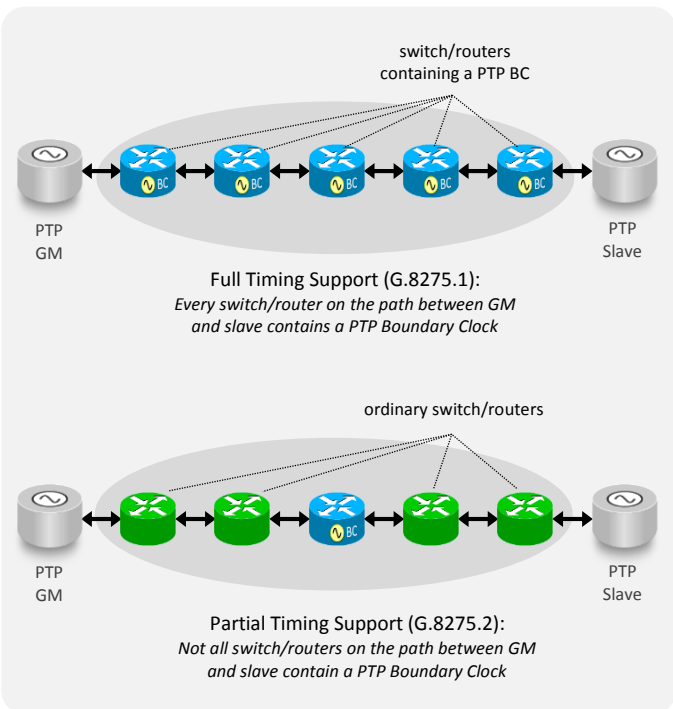 switch/routers
containing a PTP BC
BC
BC
BC
BC
BC
PTP
GM
PTP
Slave
Full Timing Support (G.8275.1):
Every switch/router on the path between GM
and slave contains a PTP Boundary Clock
ordinary switch/routers
BC
PTP
GM
PTP
Slave
Partial Timing Support (G.8275.2):
Not all switch/routers on the path between GM
and slave contain a PTP Boundary Clock